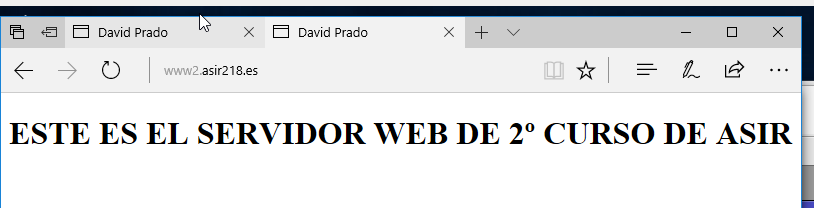 David Prado
David Prado
www2.asir218.es
ESTE ES EL SERVIDOR WEB DE 2º CURSO DE ASIR